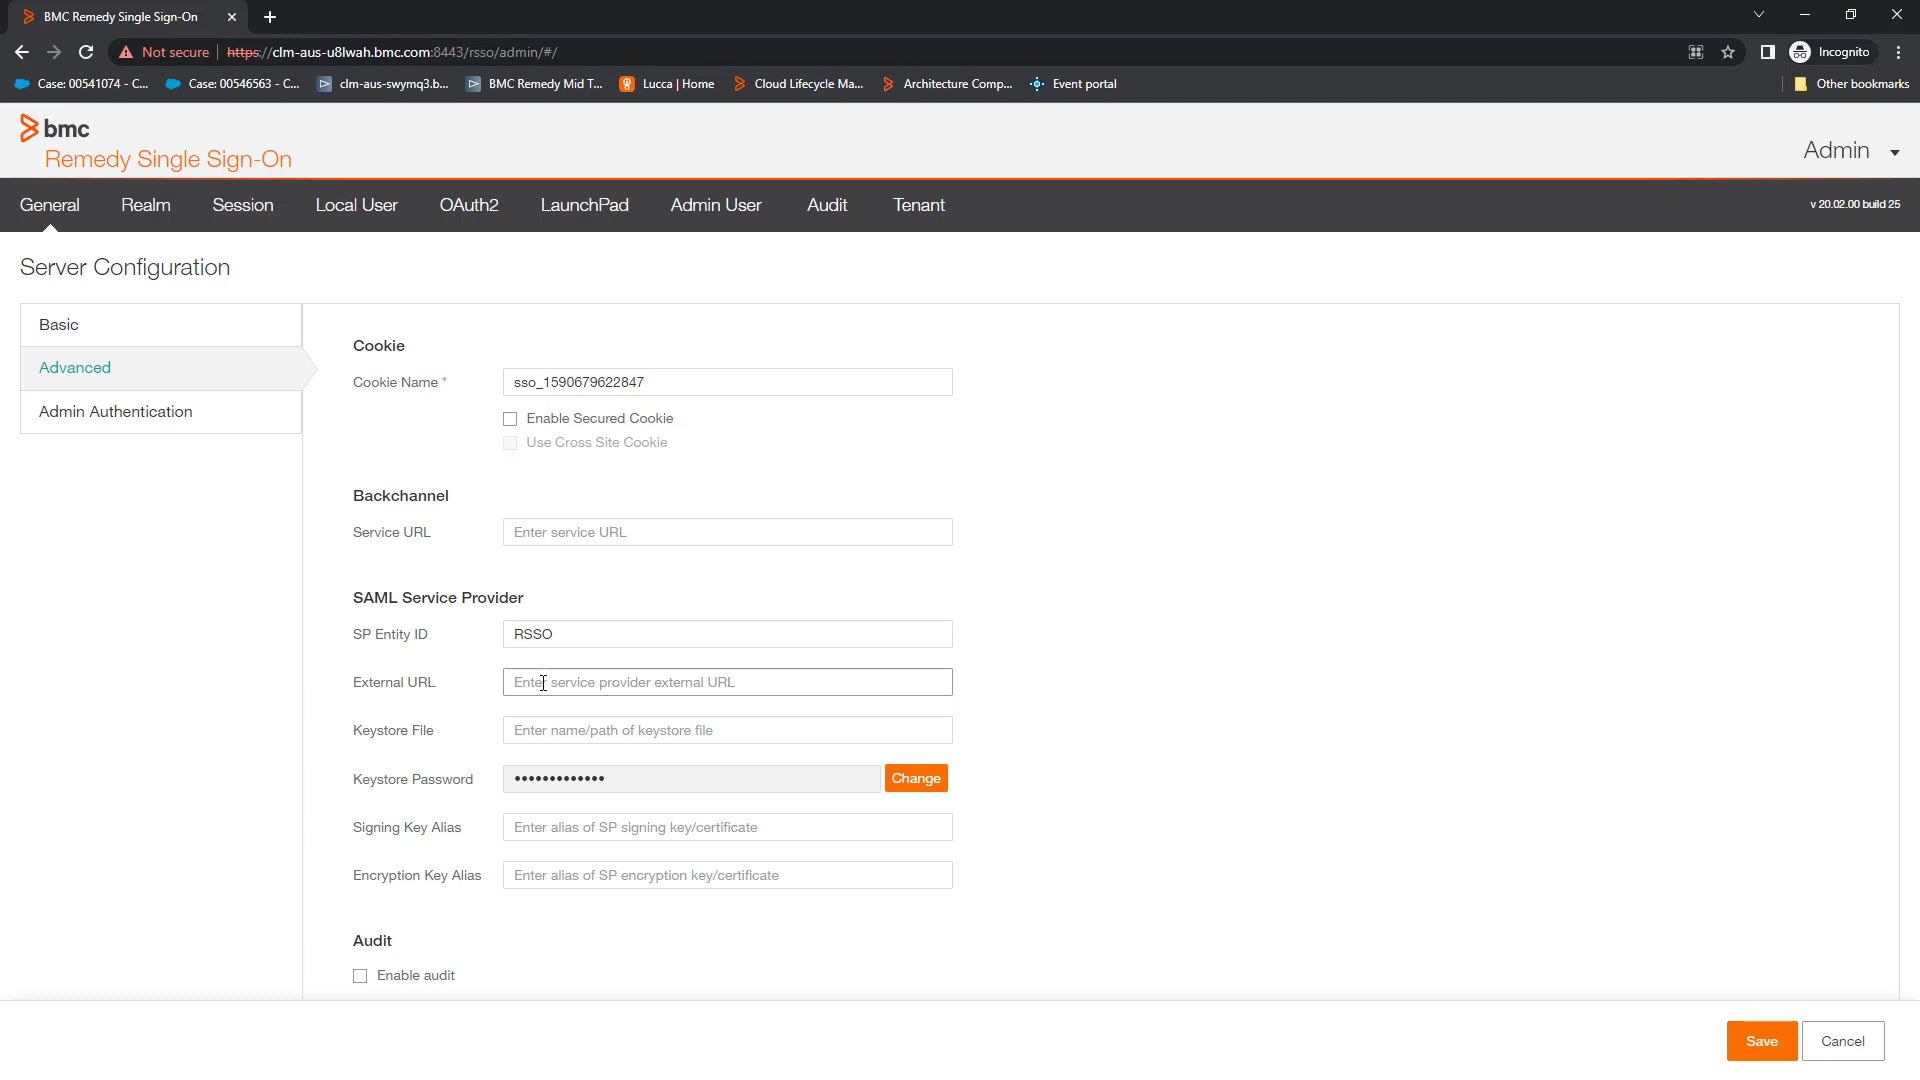 BMC Remedy Single Sign-On
Not secure https://clm-aus-u8lwah.bmc.com:8443/rsso/admin/#/ Incognito
Case: 00541074 - C... Case: 00546563 - C... clm-aus-swymq3.b... BMC Remedy Mid T... Lucca | Home Cloud Lifecycle Ma... Architecture Comp... Event portal Other bookmarks
bmc
Remedy Single Sign-On
Admin
General Realm Session Local User OAuth2 LaunchPad Admin User Audit Tenant v 20.02.00 build 25
Server Configuration
Basic
Advanced
Admin Authentication
Cookie
Cookie Name * sso_1590679622847
Enable Secured Cookie
Use Cross Site Cookie
Backchannel
Service URL Enter service URL
SAML Service Provider
SP Entity ID RSSO
External URL Enter service provider external URL
Keystore File Enter name/path of keystore file
Keystore Password ••••••••••••• Change
Signing Key Alias Enter alias of SP signing key/certificate
Encryption Key Alias Enter alias of SP encryption key/certificate
Audit
Enable audit
Save Cancel